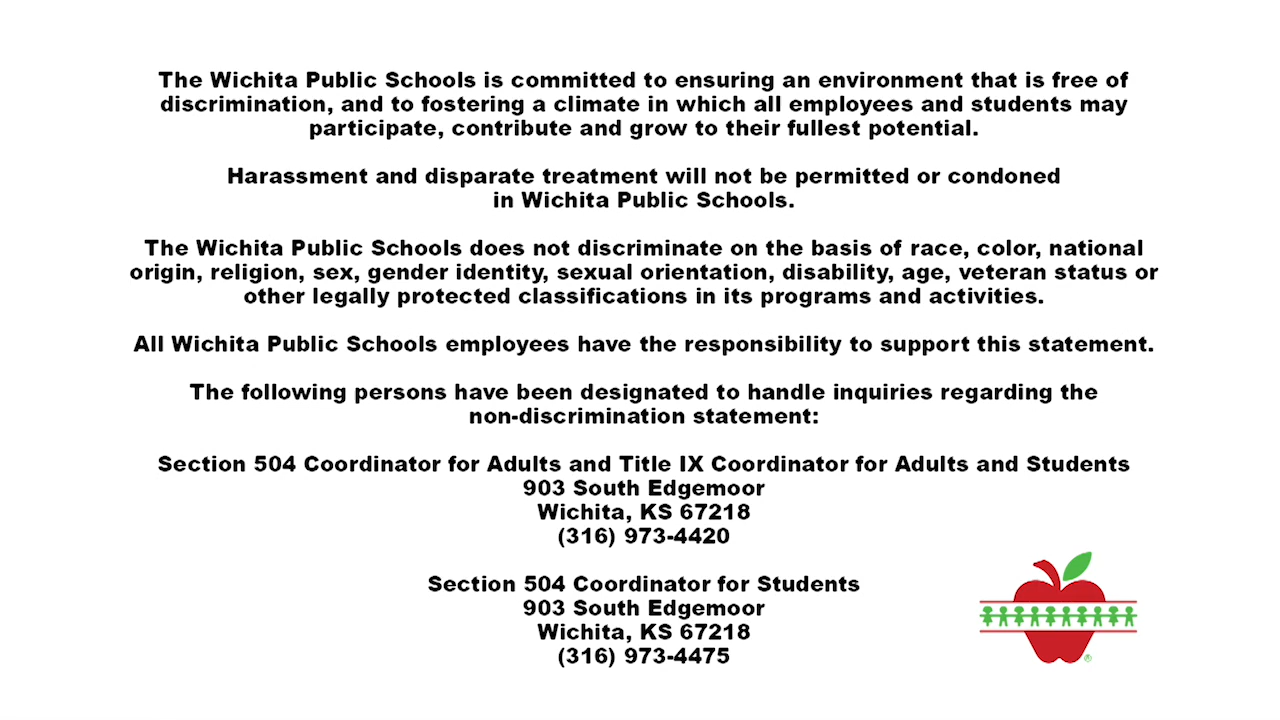 The Wichita Public Schools is committed to ensuring an environment that is free of
discrimination, and to fostering a climate in which all employees and students may
participate, contribute and grow to their fullest potential.
Harassment and disparate treatment will not be permitted or condoned
in Wichita Public Schools.
The Wichita Public Schools does not discriminate on the basis of race, color, national
origin, religion, sex, gender identity, sexual orientation, disability, age, veteran status or
other legally protected classifications in its programs and activities.
All Wichita Public Schools employees have the responsibility to support this statement.
The following persons have been designated to handle inquiries regarding the
non-discrimination statement:
Section 504 Coordinator for Adults and Title IX Coordinator for Adults and Students
903 South Edgemoor
Wichita, KS 67218
(316) 973-4420
Section 504 Coordinator for Students
903 South Edgemoor
Wichita, KS 67218
(316) 973-4475
®